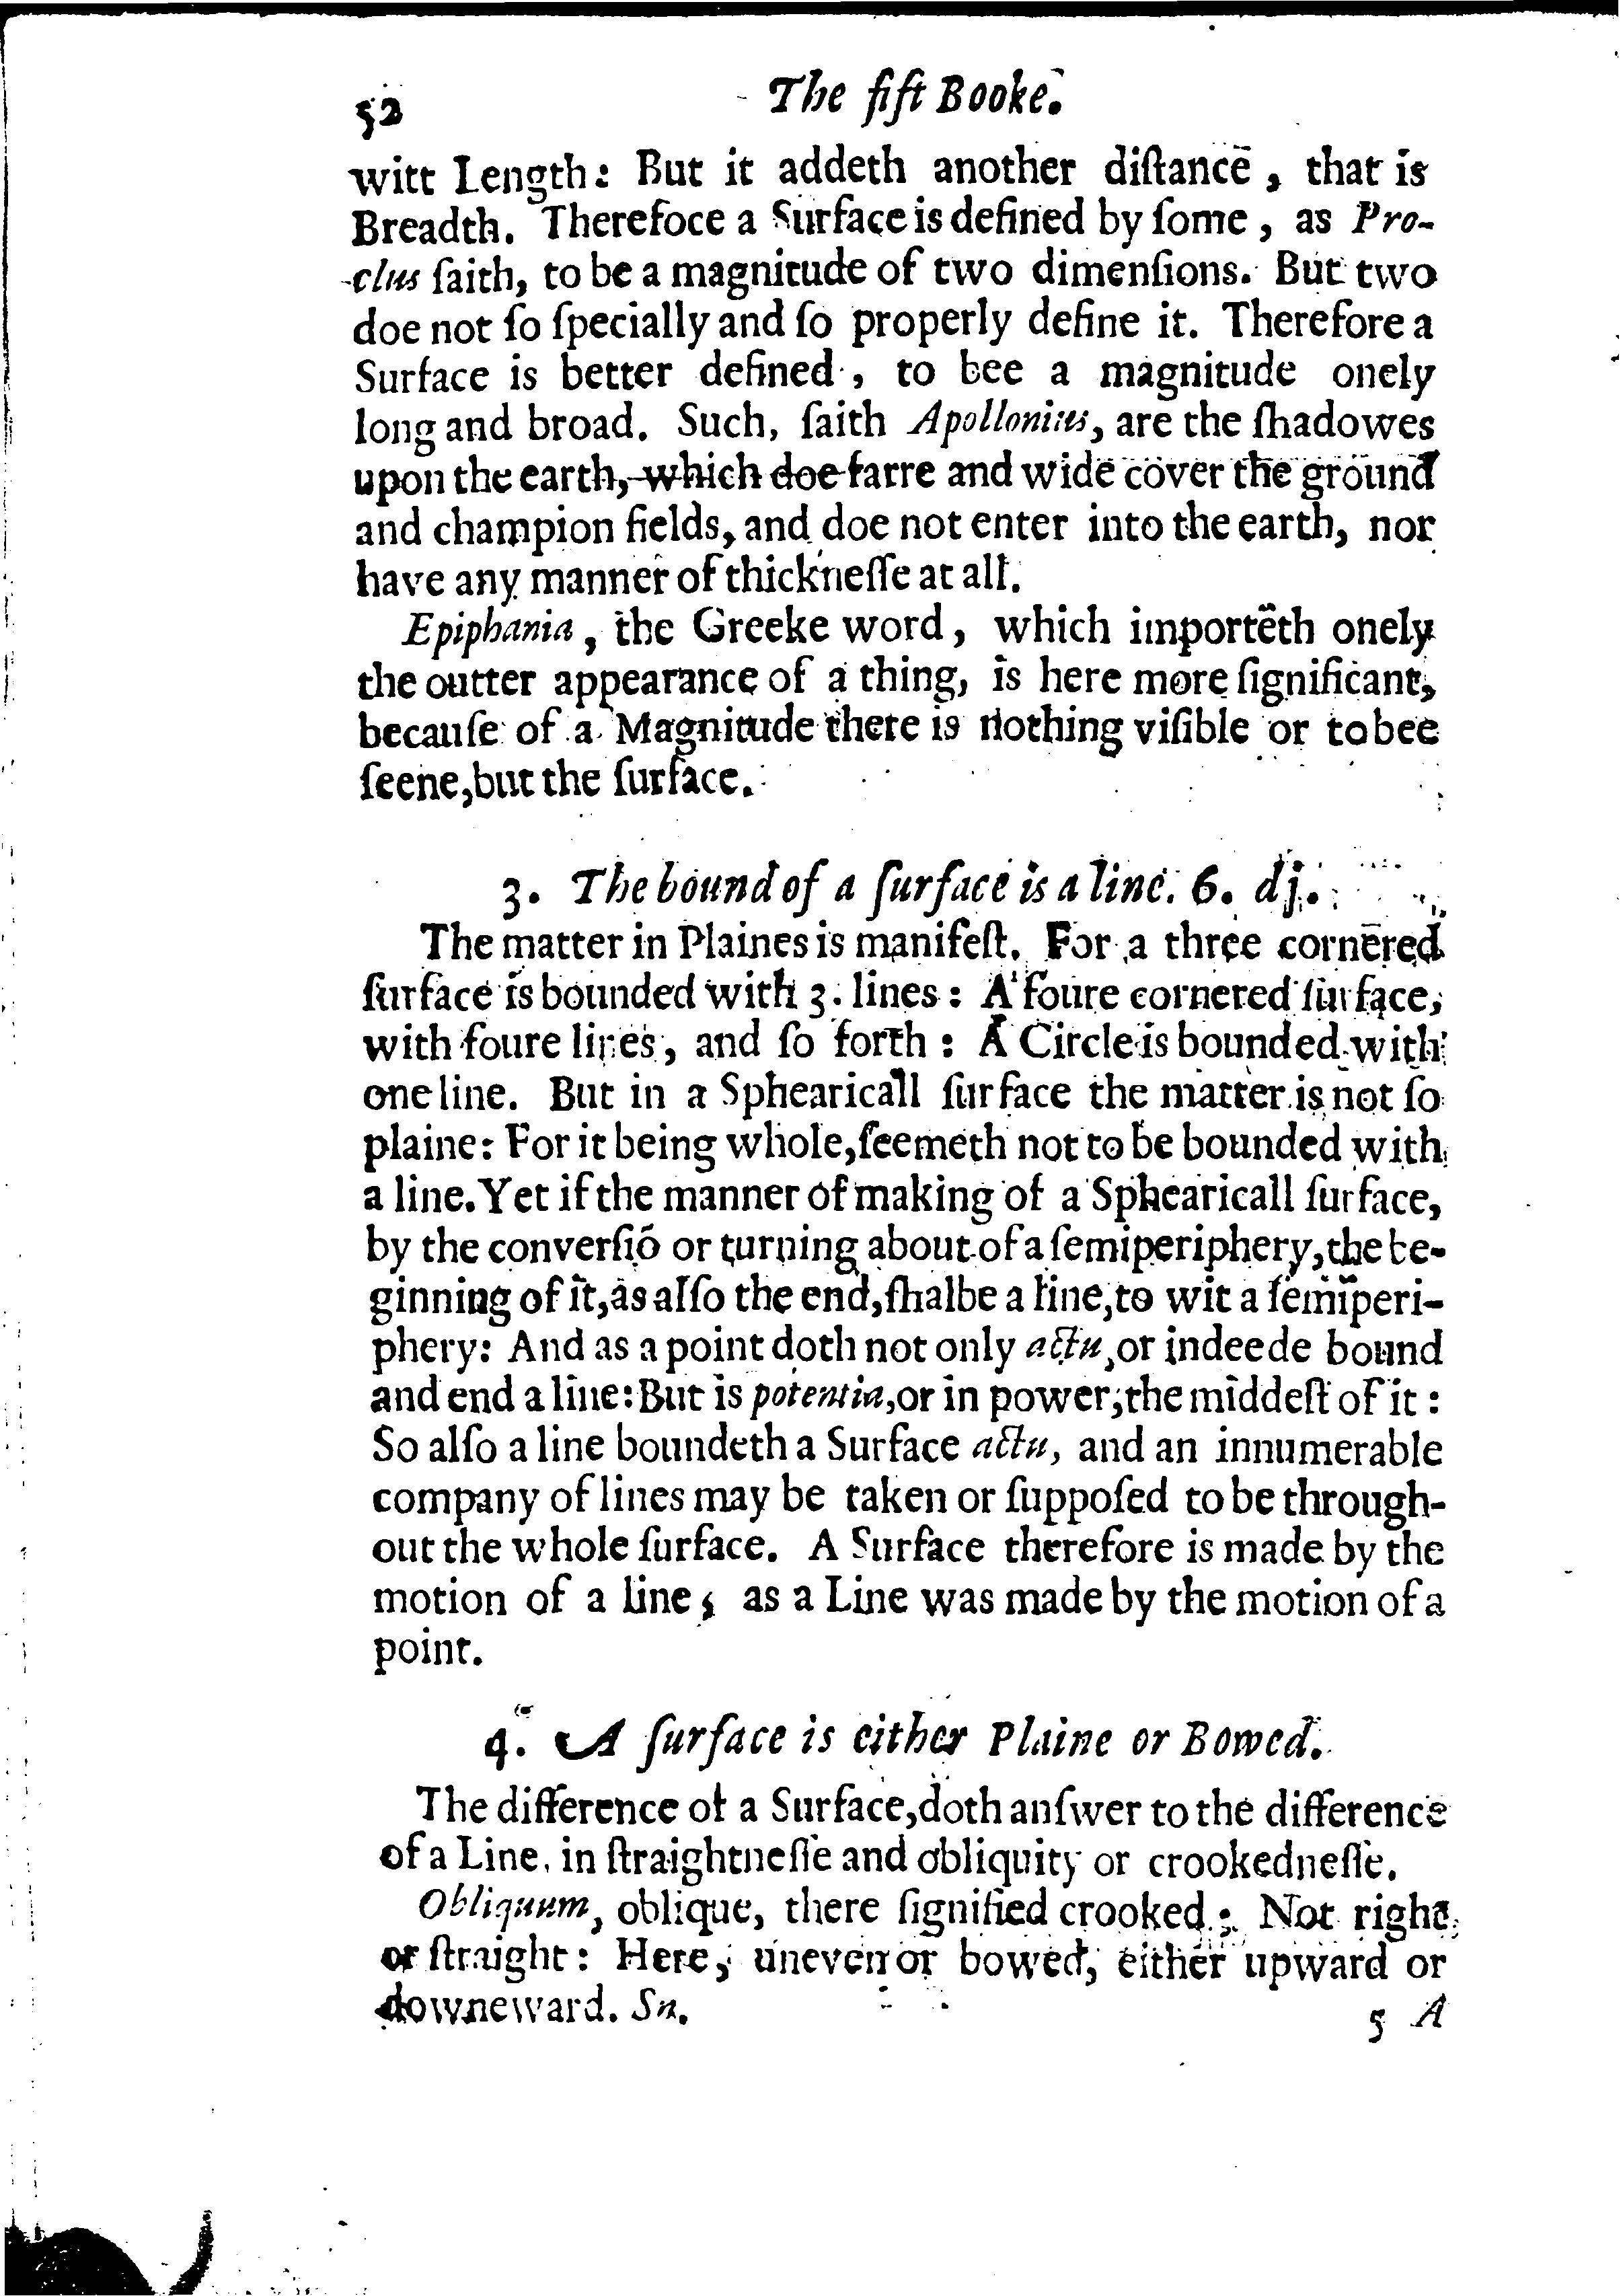 52 The fift Booke.
witt Length: But it addeth another diſtance, that is
Breadth. Therefoce a Surface is defined by ſome, as Pro-
clus ſaith, to be a magnitude of two dimenſions. But two
doe not ſo ſpecially and ſo properly define it. Therefore a
Surface is better defined, to bee a magnitude onely
long and broad. Such, ſaith Apollonius, are the ſhadowes
upon the earth, which doe farre and wide cover the ground
and champion fields, and doe not enter into the earth, nor
have any manner of thickneſſe at all.
Epiphania, the Greeke word, which importeth onely
the outter appearance of a thing, is here more ſignificant,
becauſe of a Magnitude there is nothing viſible or to bee
ſeene, but the ſurface.
3. The bound of a ſurface is a line. 6. dj.
The matter in Plaines is manifeſt. For a three cornered
ſurface is bounded with 3. lines: A foure cornered ſurface,
with foure lines, and ſo forth: A Circle is bounded with
one line. But in a Sphearicall ſurface the matter is not ſo
plaine: For it being whole, ſeemeth not to be bounded with
a line. Yet if the manner of making of a Sphearicall ſurface,
by the converſiō or turning about of a ſemiperiphery, the be-
ginning of it, as alſo the end, ſhalbe a line, to wit a ſemiperi-
phery: And as a point doth not only actu, or indeede bound
and end a line: But is potentia, or in power, the middeſt of it:
So alſo a line boundeth a Surface actu, and an innumerable
company of lines may be taken or ſuppoſed to be through-
out the whole ſurface. A Surface therefore is made by the
motion of a line, as a Line was made by the motion of a
point.
4. A ſurface is either Plaine or Bowed.
The difference of a Surface, doth anſwer to the difference
of a Line, in ſtraightneſſe and obliquity or crookedneſſe.
Obliquum, oblique, there ſignified crooked; Not right
or ſtraight: Here, uneven or bowed, either upward or
downeward. Sn.
5 A